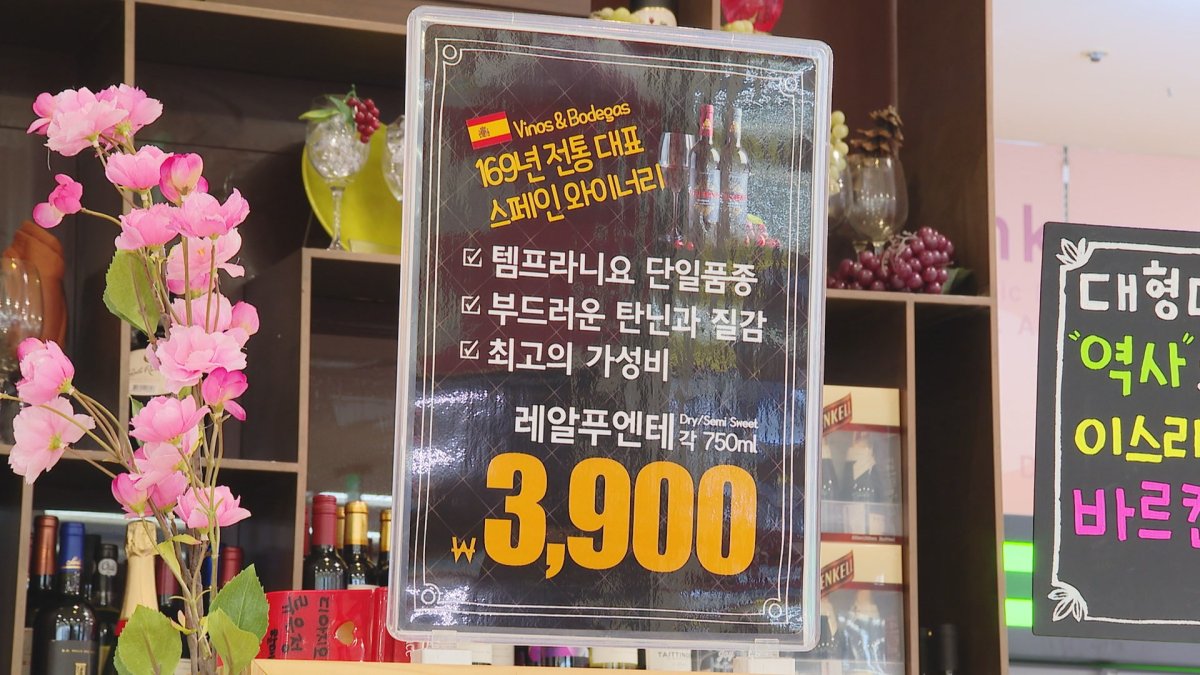 Vinos & Bodegas
169년 전통 대표
스페인 와이너리
템프라니요 단일품종
부드러운 탄닌과 질감
최고의 가성비
레알푸엔테 Dry/Semi Sweet 각 750ml
₩3,900
대형
"역사"
이스라
바르칸
HENKELL
HENKELL